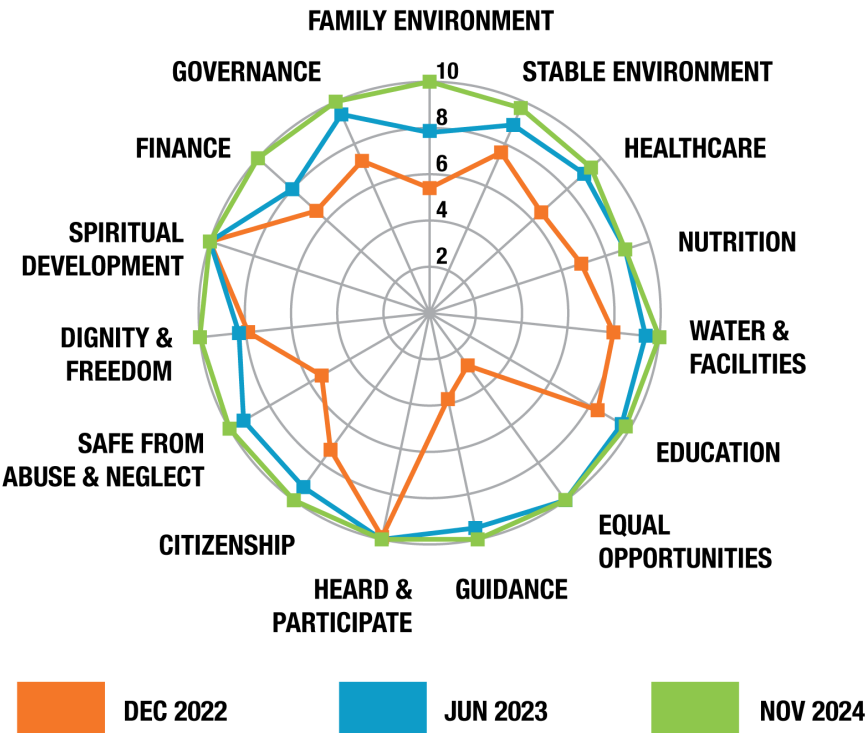 FAMILY ENVIRONMENT
GOVERNANCE
10
STABLE ENVIRONMENT
8
FINANCE
HEALTHCARE
6
4
SPIRITUAL
DEVELOPMENT
NUTRITION
2
DIGNITY &
FREEDOM
WATER &
FACILITIES
SAFE FROM
ABUSE & NEGLECT
EDUCATION
CITIZENSHIP
EQUAL
OPPORTUNITIES
HEARD &
PARTICIPATE
GUIDANCE
DEC 2022
JUN 2023
NOV 2024